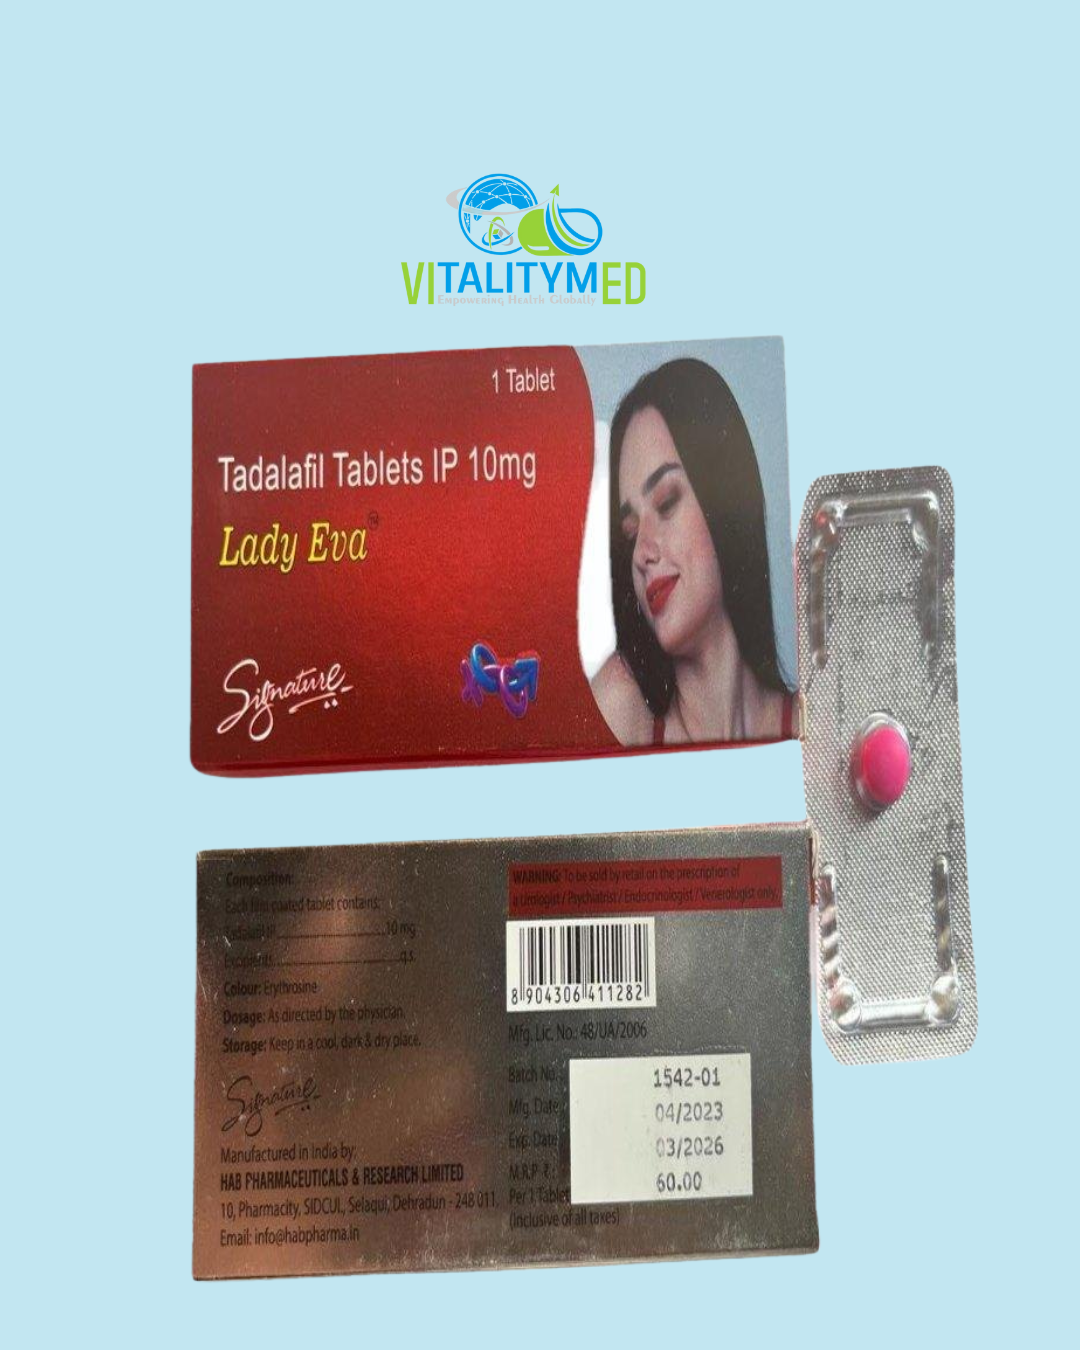 VITALITYMED
Empowering Health Globally
1 Tablet
Tadalafil Tablets IP 10mg
Lady Eva™
Signature
Composition:
Each film coated tablet contains:
Tadalafil IP 10 mg
Excipients q.s.
Colour: Erythrosine
Dosage: As directed by the physician.
Storage: Keep in a cool, dark & dry place.
Signature
Manufactured in India by:
HAB PHARMACEUTICALS & RESEARCH LIMITED
10, Pharmacity, SIDCUL, Selaqui, Dehradun - 248 011.
Email: info@habpharma.in
WARNING: To be sold by retail on the prescription of
a Urologist / Psychiatrist / Endocrinologist / Venerologist only.
8 904306 411282
Mfg. Lic. No.: 48/UA/2006
Batch No. 1542-01
Mfg. Date 04/2023
Exp. Date 03/2026
M.R.P. ₹ : 60.00
Per 1 Tablet
(Inclusive of all taxes)